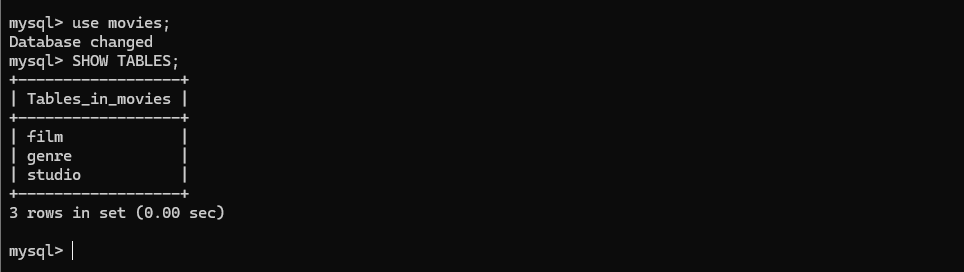 mysql> use movies;
Database changed
mysql> SHOW TABLES;
+------------------+
| Tables_in_movies |
+------------------+
| film             |
| genre            |
| studio           |
+------------------+
3 rows in set (0.00 sec)
mysql>